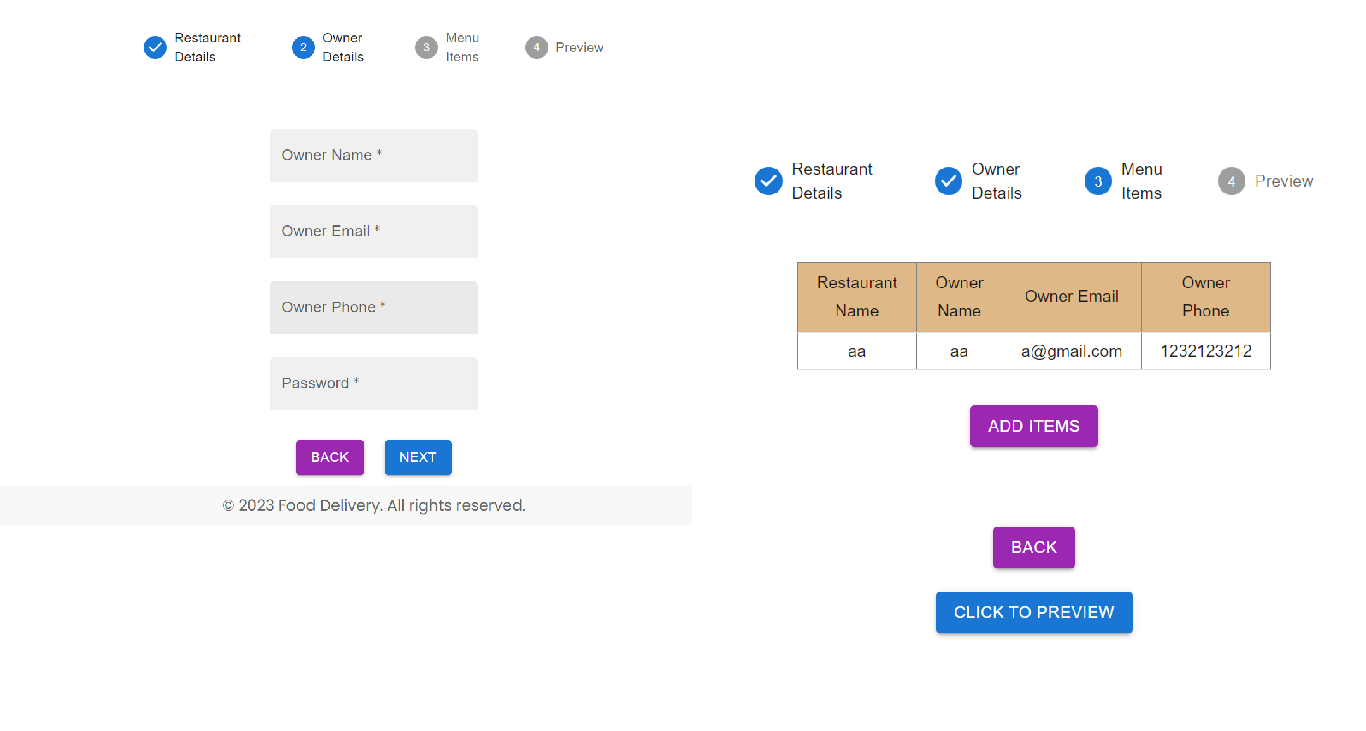 Restaurant
Details
2
Owner
Details
3
Menu
Items
4
Preview
Owner Name *
Owner Email *
Owner Phone *
Password *
BACK
NEXT
© 2023 Food Delivery. All rights reserved.
Restaurant
Details
Owner
Details
3
Menu
Items
4
Preview
Restaurant
Name
Owner
Name
Owner Email
Owner
Phone
aa
aa
a@gmail.com
1232123212
ADD ITEMS
BACK
CLICK TO PREVIEW